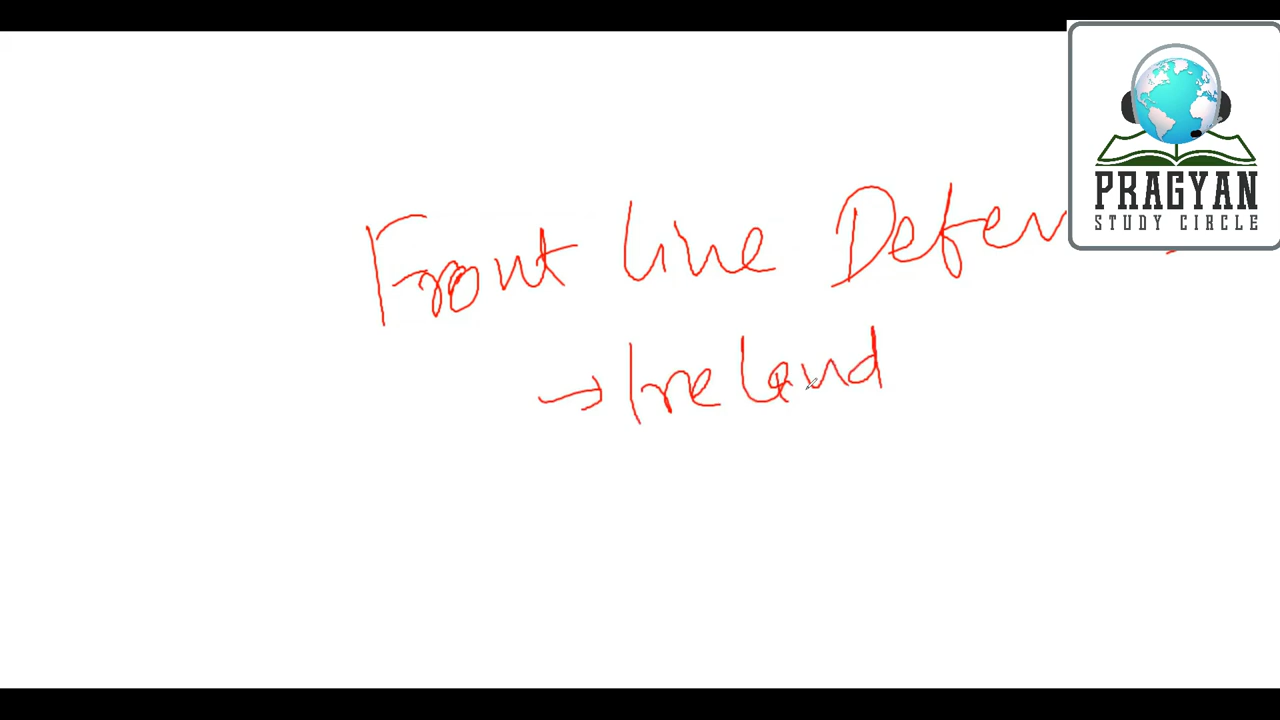 Front line Defen
→ Ireland
PRAGYAN
STUDY CIRCLE